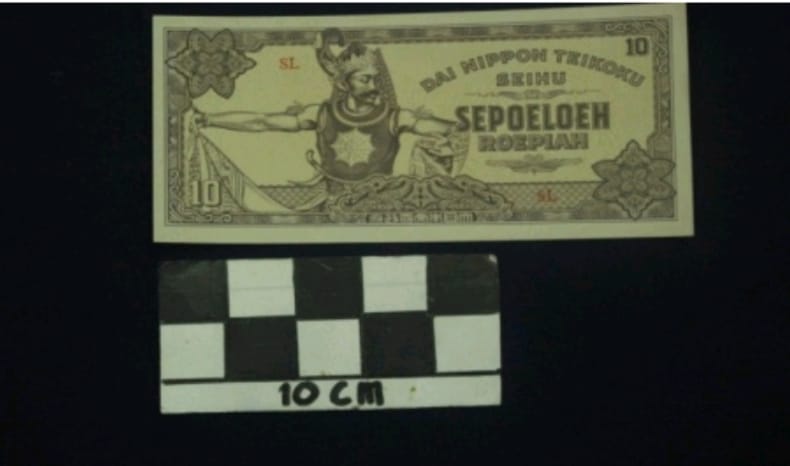 SL
10
DAI NIPPON TEIKOKU
SEIHU
SEPOELOEH
ROEPIAH
10
SL
10 CM